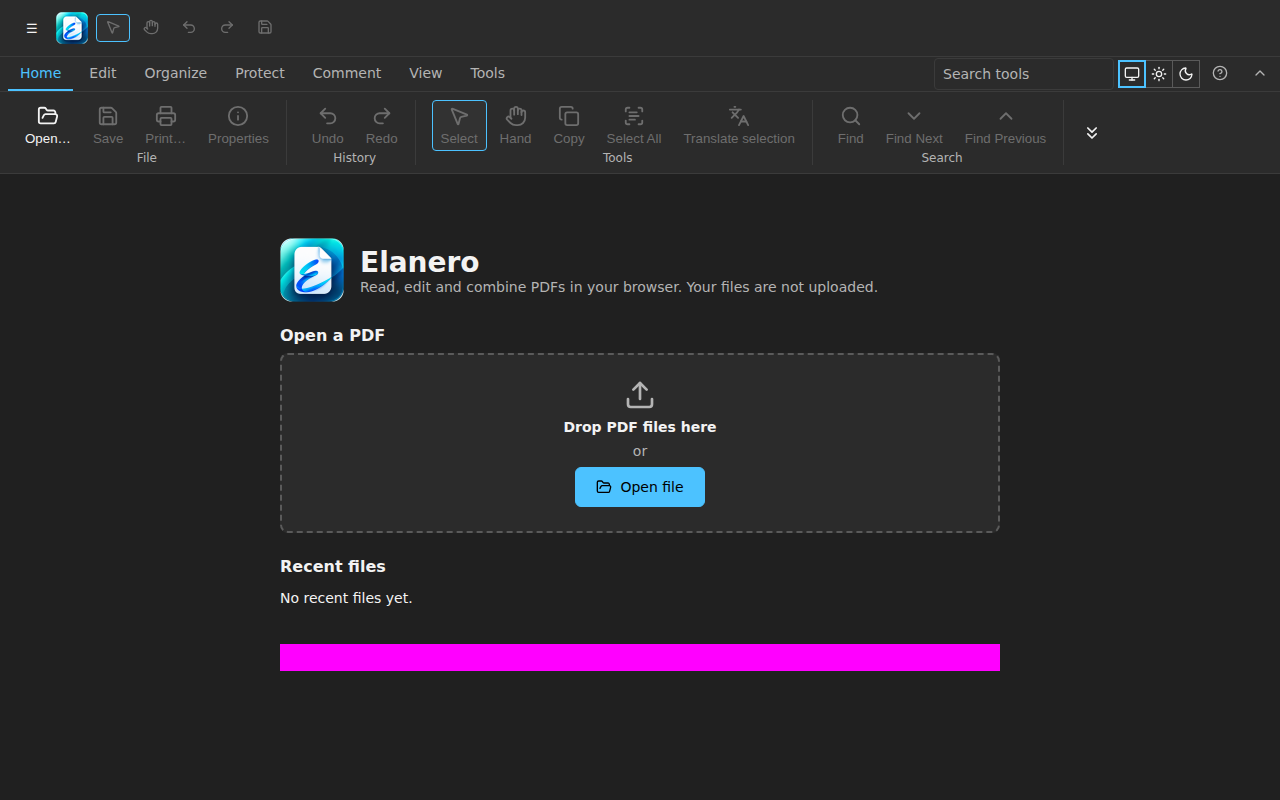 Home Edit Organize Protect Comment View Tools Search tools
Open… Save Print… Properties Undo Redo Select Hand Copy Select All Translate selection Find Find Next Find Previous
File History Tools Search
Elanero
Read, edit and combine PDFs in your browser. Your files are not uploaded.
Open a PDF
Drop PDF files here
or
Open file
Recent files
No recent files yet.